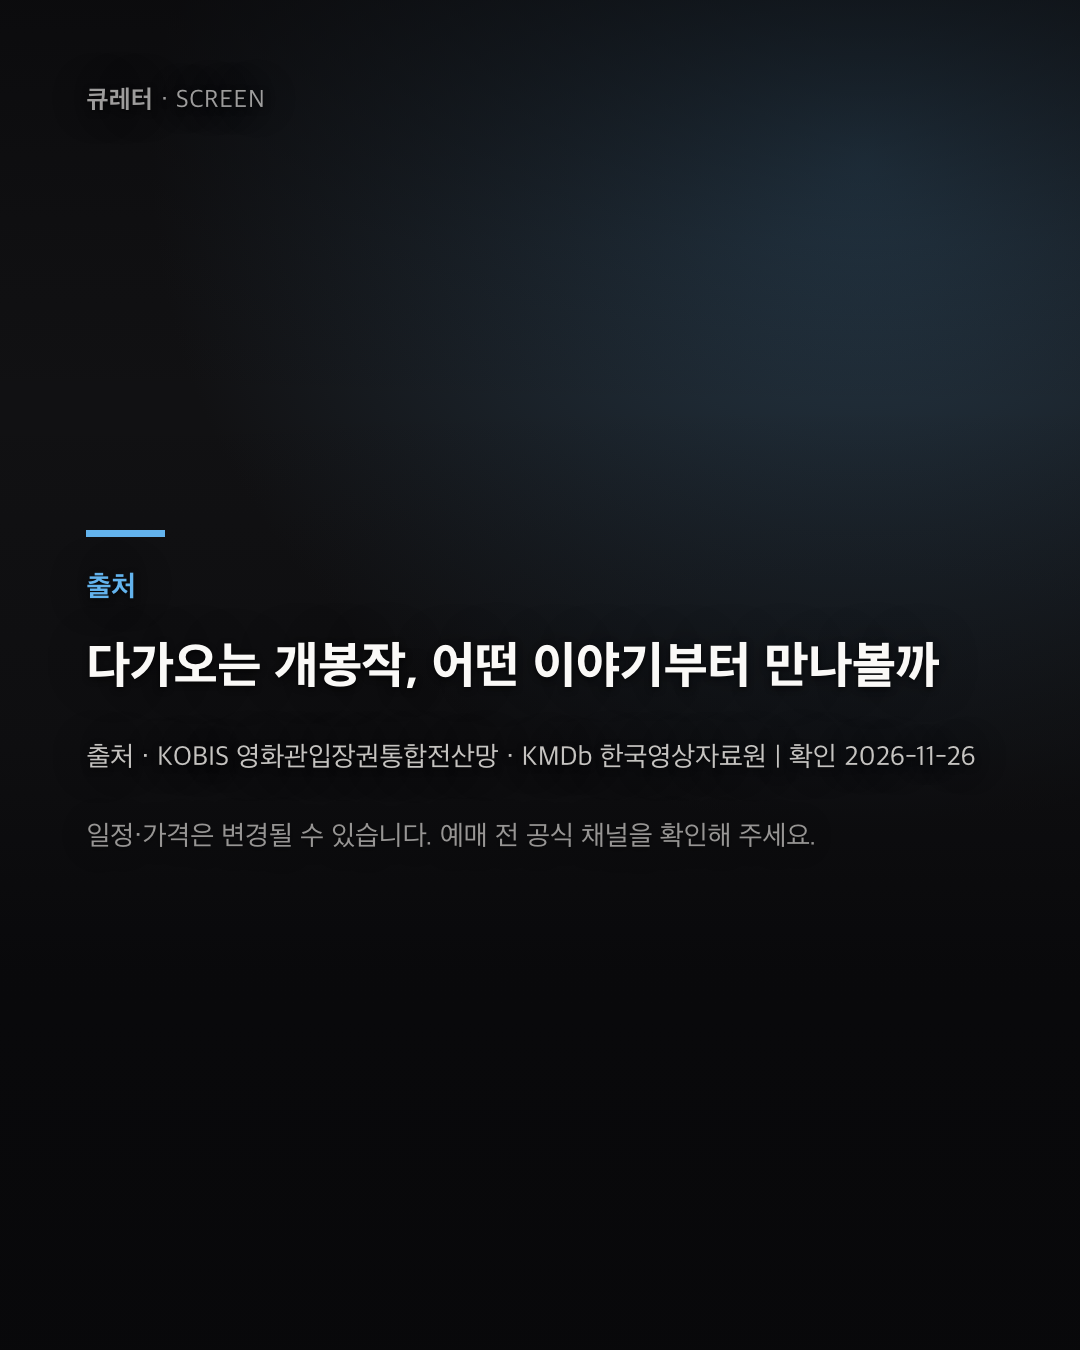 큐레터 · SCREEN
출처
다가오는 개봉작, 어떤 이야기부터 만나볼까
출처 · KOBIS 영화관입장권통합전산망 · KMDb 한국영상자료원 | 확인 2026-11-26
일정·가격은 변경될 수 있습니다. 예매 전 공식 채널을 확인해 주세요.